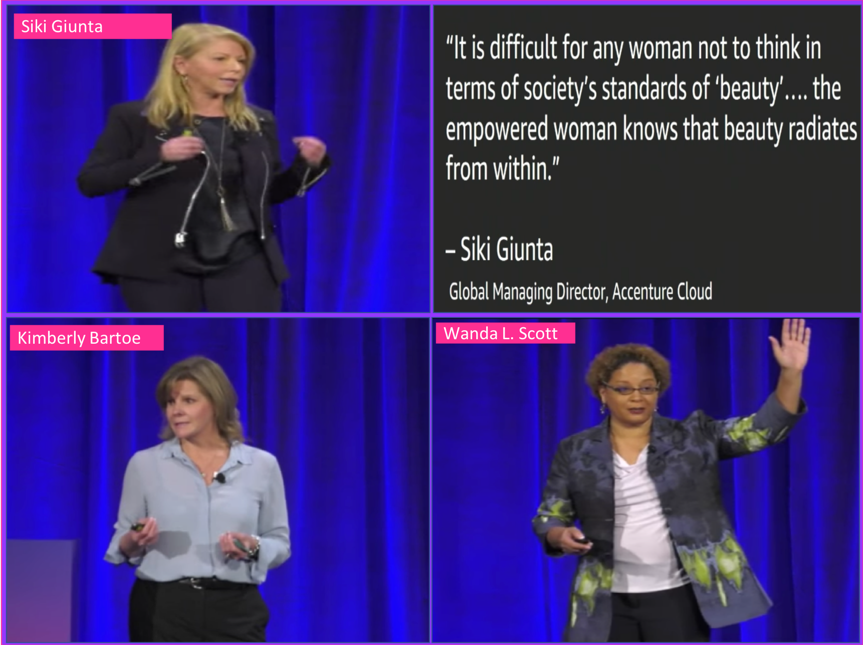 Siki Giunta
“It is difficult for any woman not to think in
terms of society’s standards of ‘beauty’…. the
empowered woman knows that beauty radiates
from within.”
– Siki Giunta
Global Managing Director, Accenture Cloud
Kimberly Bartoe
Wanda L. Scott